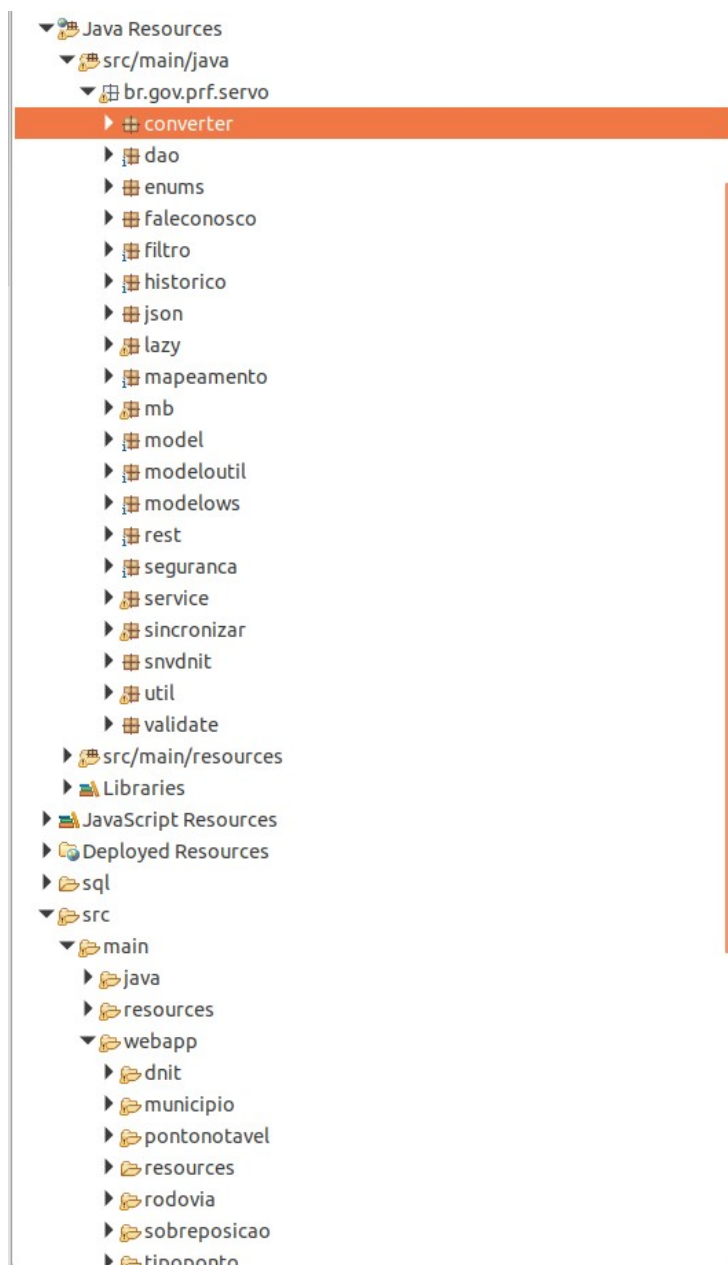 Java Resources
src/main/java
br.gov.prf.servo
converter
dao
enums
faleconosco
filtro
historico
json
lazy
mapeamento
mb
model
modeloutil
modelows
rest
seguranca
service
sincronizar
snvdnit
util
validate
src/main/resources
Libraries
JavaScript Resources
Deployed Resources
sql
src
main
java
resources
webapp
dnit
municipio
pontonotavel
resources
rodovia
sobreposicao
tipoponto